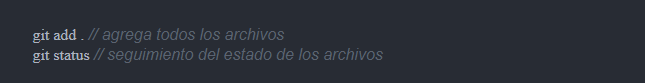 git add . // agrega todos los archivos
git status // seguimiento del estado de los archivos